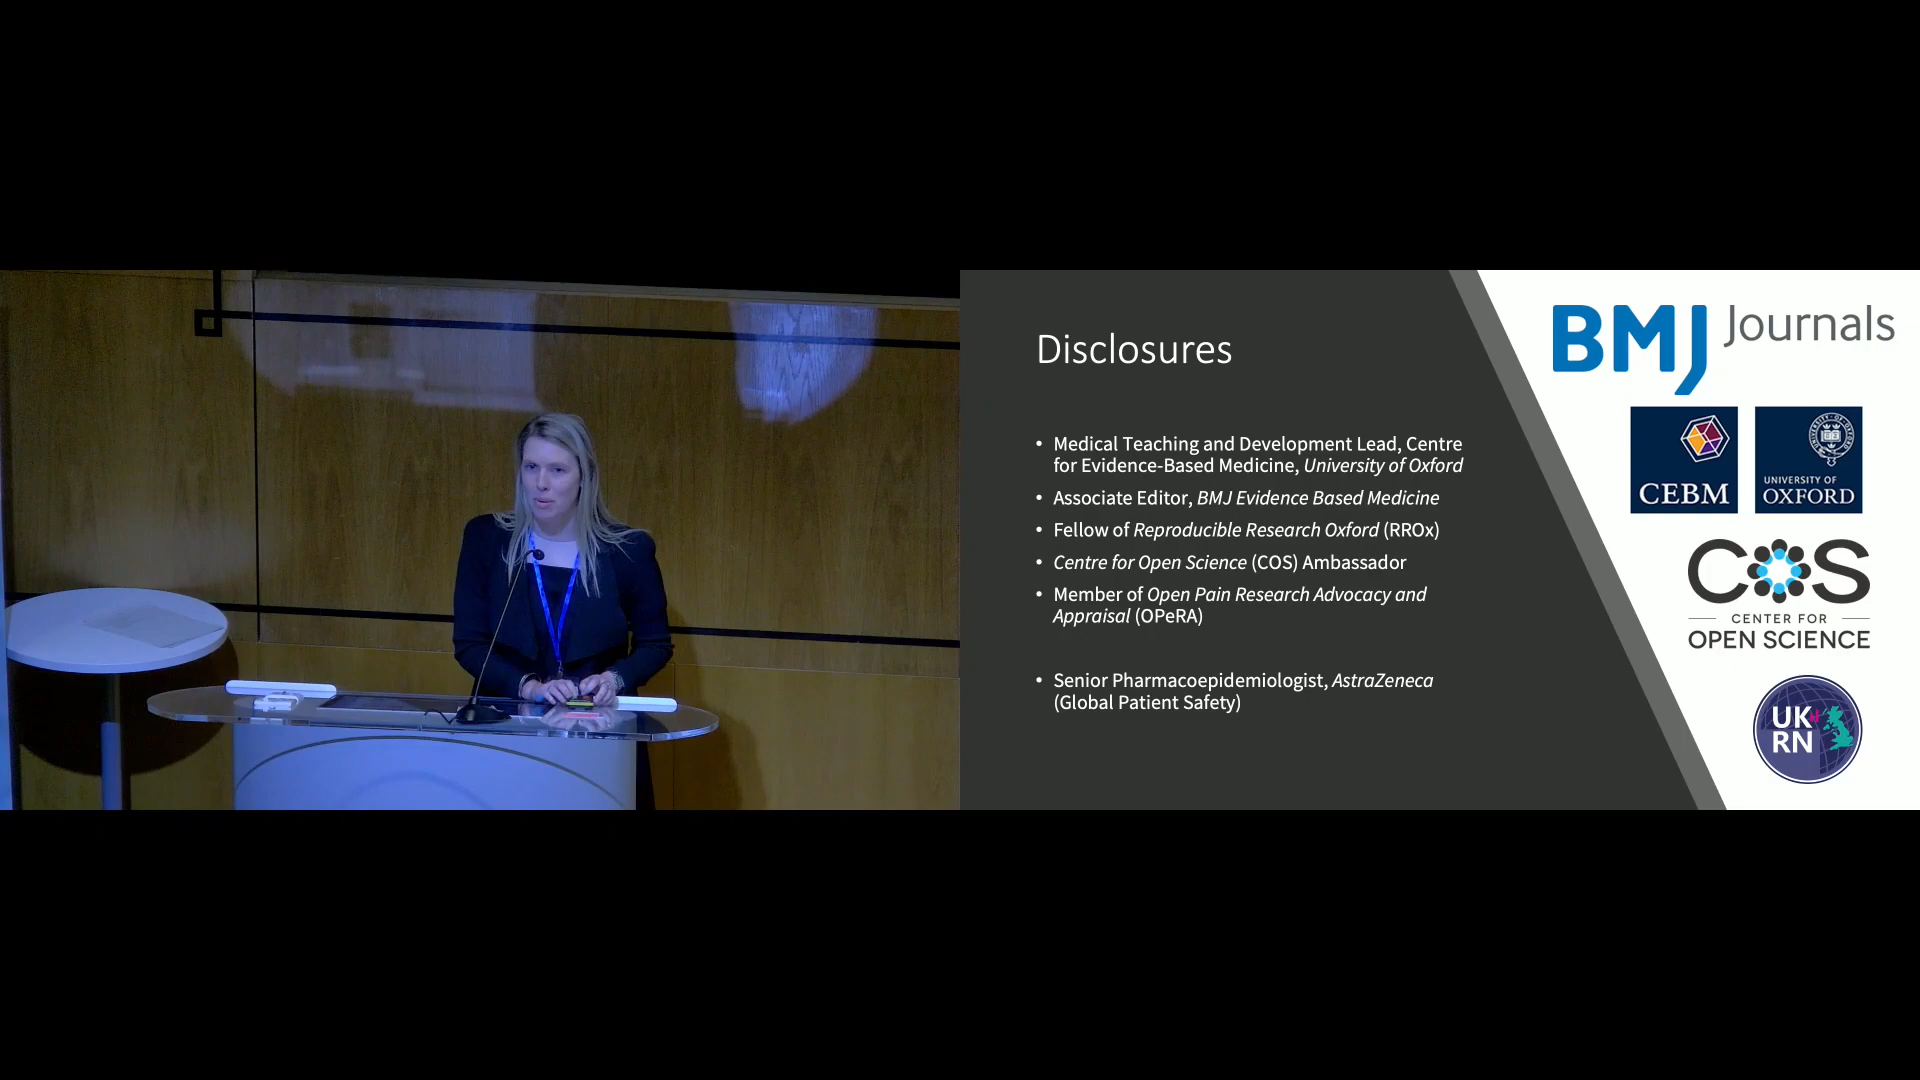 Disclosures
• Medical Teaching and Development Lead, Centre
for Evidence-Based Medicine, University of Oxford
• Associate Editor, BMJ Evidence Based Medicine
• Fellow of Reproducible Research Oxford (RROx)
• Centre for Open Science (COS) Ambassador
• Member of Open Pain Research Advocacy and
Appraisal (OPeRA)
• Senior Pharmacoepidemiologist, AstraZeneca
(Global Patient Safety)
BMJ Journals
CEBM
UNIVERSITY OF
OXFORD
COS
CENTER FOR
OPEN SCIENCE
UK
RN